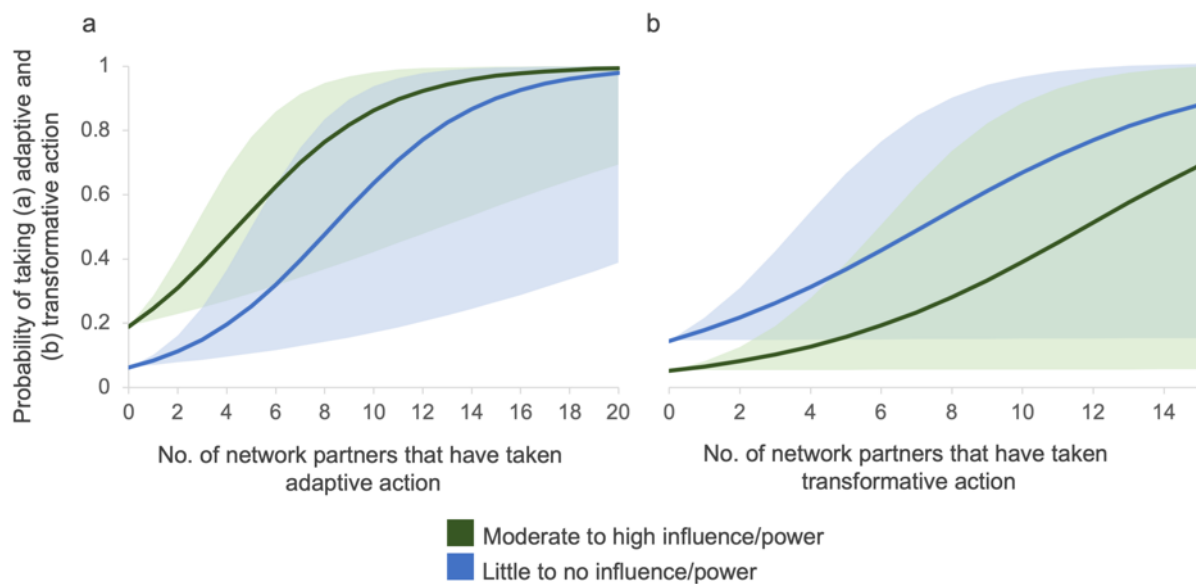 a
b
Probability of taking (a) adaptive and
(b) transformative action
1
0.8
0.6
0.4
0.2
0
0 2 4 6 8 10 12 14 16 18 20
0 2 4 6 8 10 12 14
No. of network partners that have taken
adaptive action
No. of network partners that have taken
transformative action
Moderate to high influence/power
Little to no influence/power